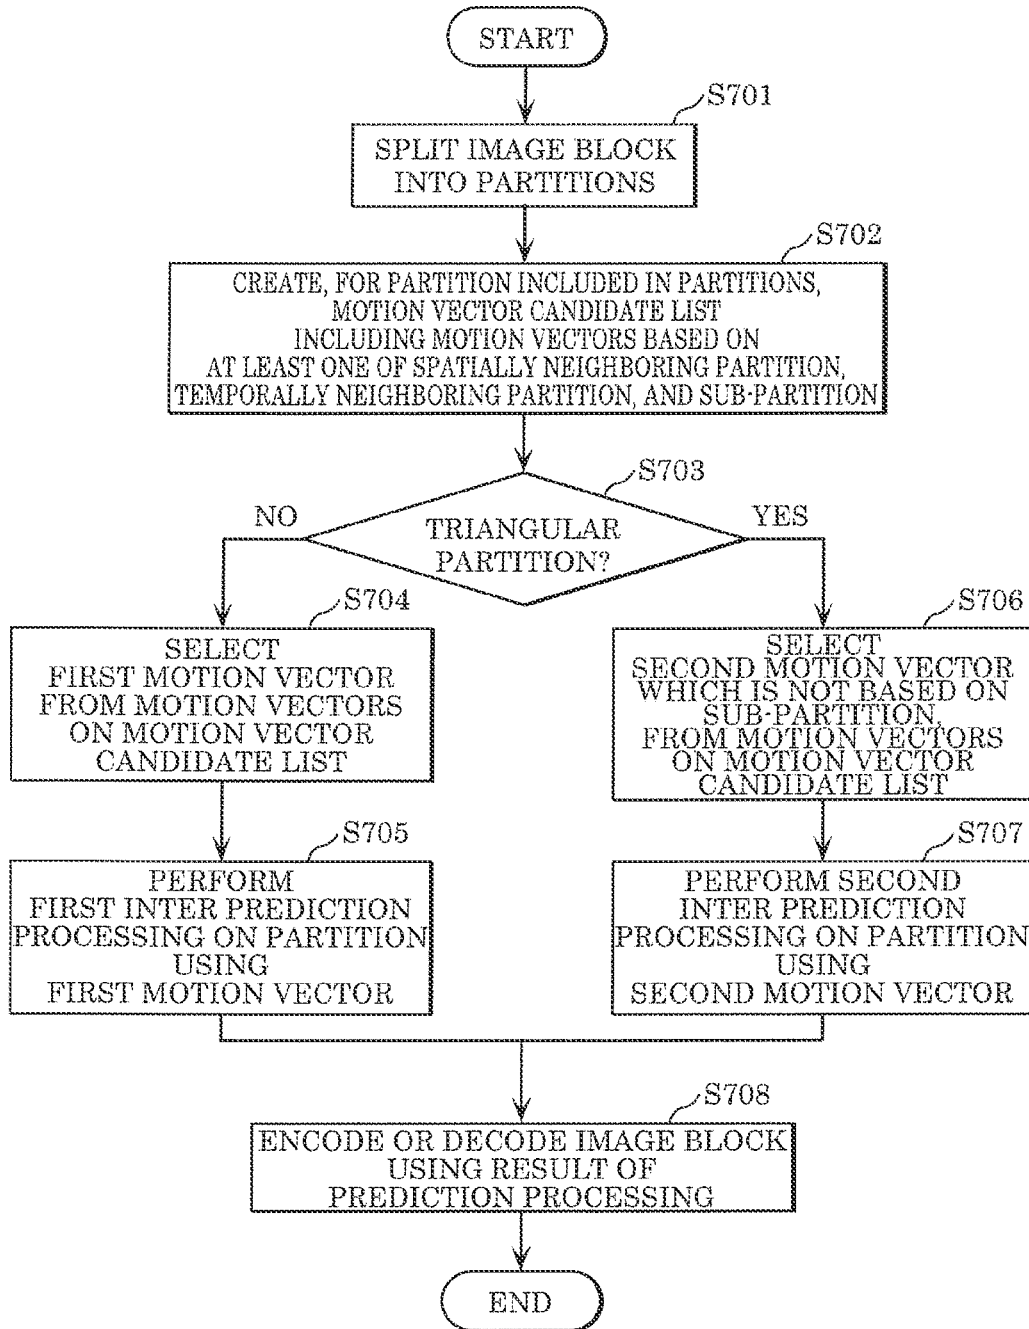 START
S701
SPLIT IMAGE BLOCK
INTO PARTITIONS
S702
CREATE, FOR PARTITION INCLUDED IN PARTITIONS,
MOTION VECTOR CANDIDATE LIST
INCLUDING MOTION VECTORS BASED ON
AT LEAST ONE OF SPATIALLY NEIGHBORING PARTITION,
TEMPORALLY NEIGHBORING PARTITION, AND SUB-PARTITION
S703
NO
TRIANGULAR
PARTITION?
YES
S704
SELECT
FIRST MOTION VECTOR
FROM MOTION VECTORS
ON MOTION VECTOR
CANDIDATE LIST
S706
SELECT
SECOND MOTION VECTOR
WHICH IS NOT BASED ON
SUB-PARTITION,
FROM MOTION VECTORS
ON MOTION VECTOR
CANDIDATE LIST
S705
PERFORM
FIRST INTER PREDICTION
PROCESSING ON PARTITION
USING
FIRST MOTION VECTOR
S707
PERFORM SECOND
INTER PREDICTION
PROCESSING ON PARTITION
USING
SECOND MOTION VECTOR
S708
ENCODE OR DECODE IMAGE BLOCK
USING RESULT OF
PREDICTION PROCESSING
END